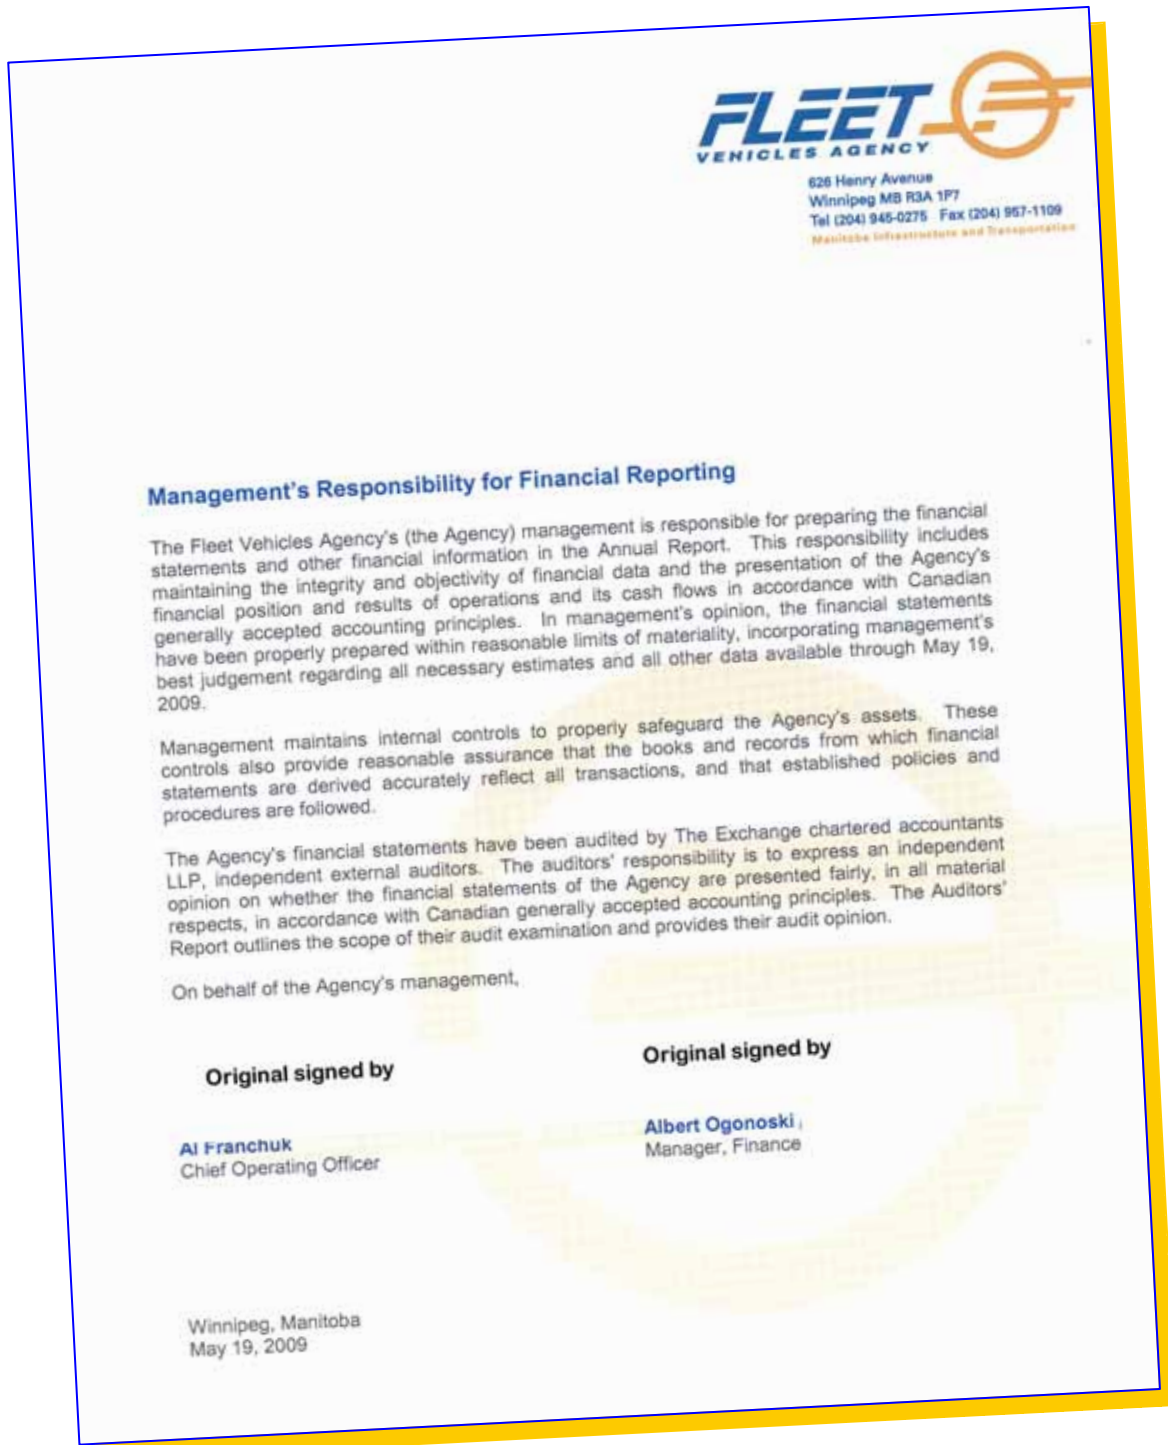 FLEET
VEHICLES AGENCY
626 Henry Avenue
Winnipeg MB R3A 1P7
Tel (204) 945-0275 Fax (204) 957-1109
Manitoba Infrastructure and Transportation
Management's Responsibility for Financial Reporting
The Fleet Vehicles Agency's (the Agency) management is responsible for preparing the financial
statements and other financial information in the Annual Report. This responsibility includes
maintaining the integrity and objectivity of financial data and the presentation of the Agency's
financial position and results of operations and its cash flows in accordance with Canadian
generally accepted accounting principles. In management's opinion, the financial statements
have been properly prepared within reasonable limits of materiality, incorporating management's
best judgement regarding all necessary estimates and all other data available through May 19,
2009.
Management maintains internal controls to properly safeguard the Agency's assets. These
controls also provide reasonable assurance that the books and records from which financial
statements are derived accurately reflect all transactions, and that established policies and
procedures are followed.
The Agency's financial statements have been audited by The Exchange chartered accountants
LLP, independent external auditors. The auditors' responsibility is to express an independent
opinion on whether the financial statements of the Agency are presented fairly, in all material
respects, in accordance with Canadian generally accepted accounting principles. The Auditors'
Report outlines the scope of their audit examination and provides their audit opinion.
On behalf of the Agency's management,
Original signed by
Original signed by
Al Franchuk
Chief Operating Officer
Albert Ogonoski
Manager, Finance
Winnipeg, Manitoba
May 19, 2009